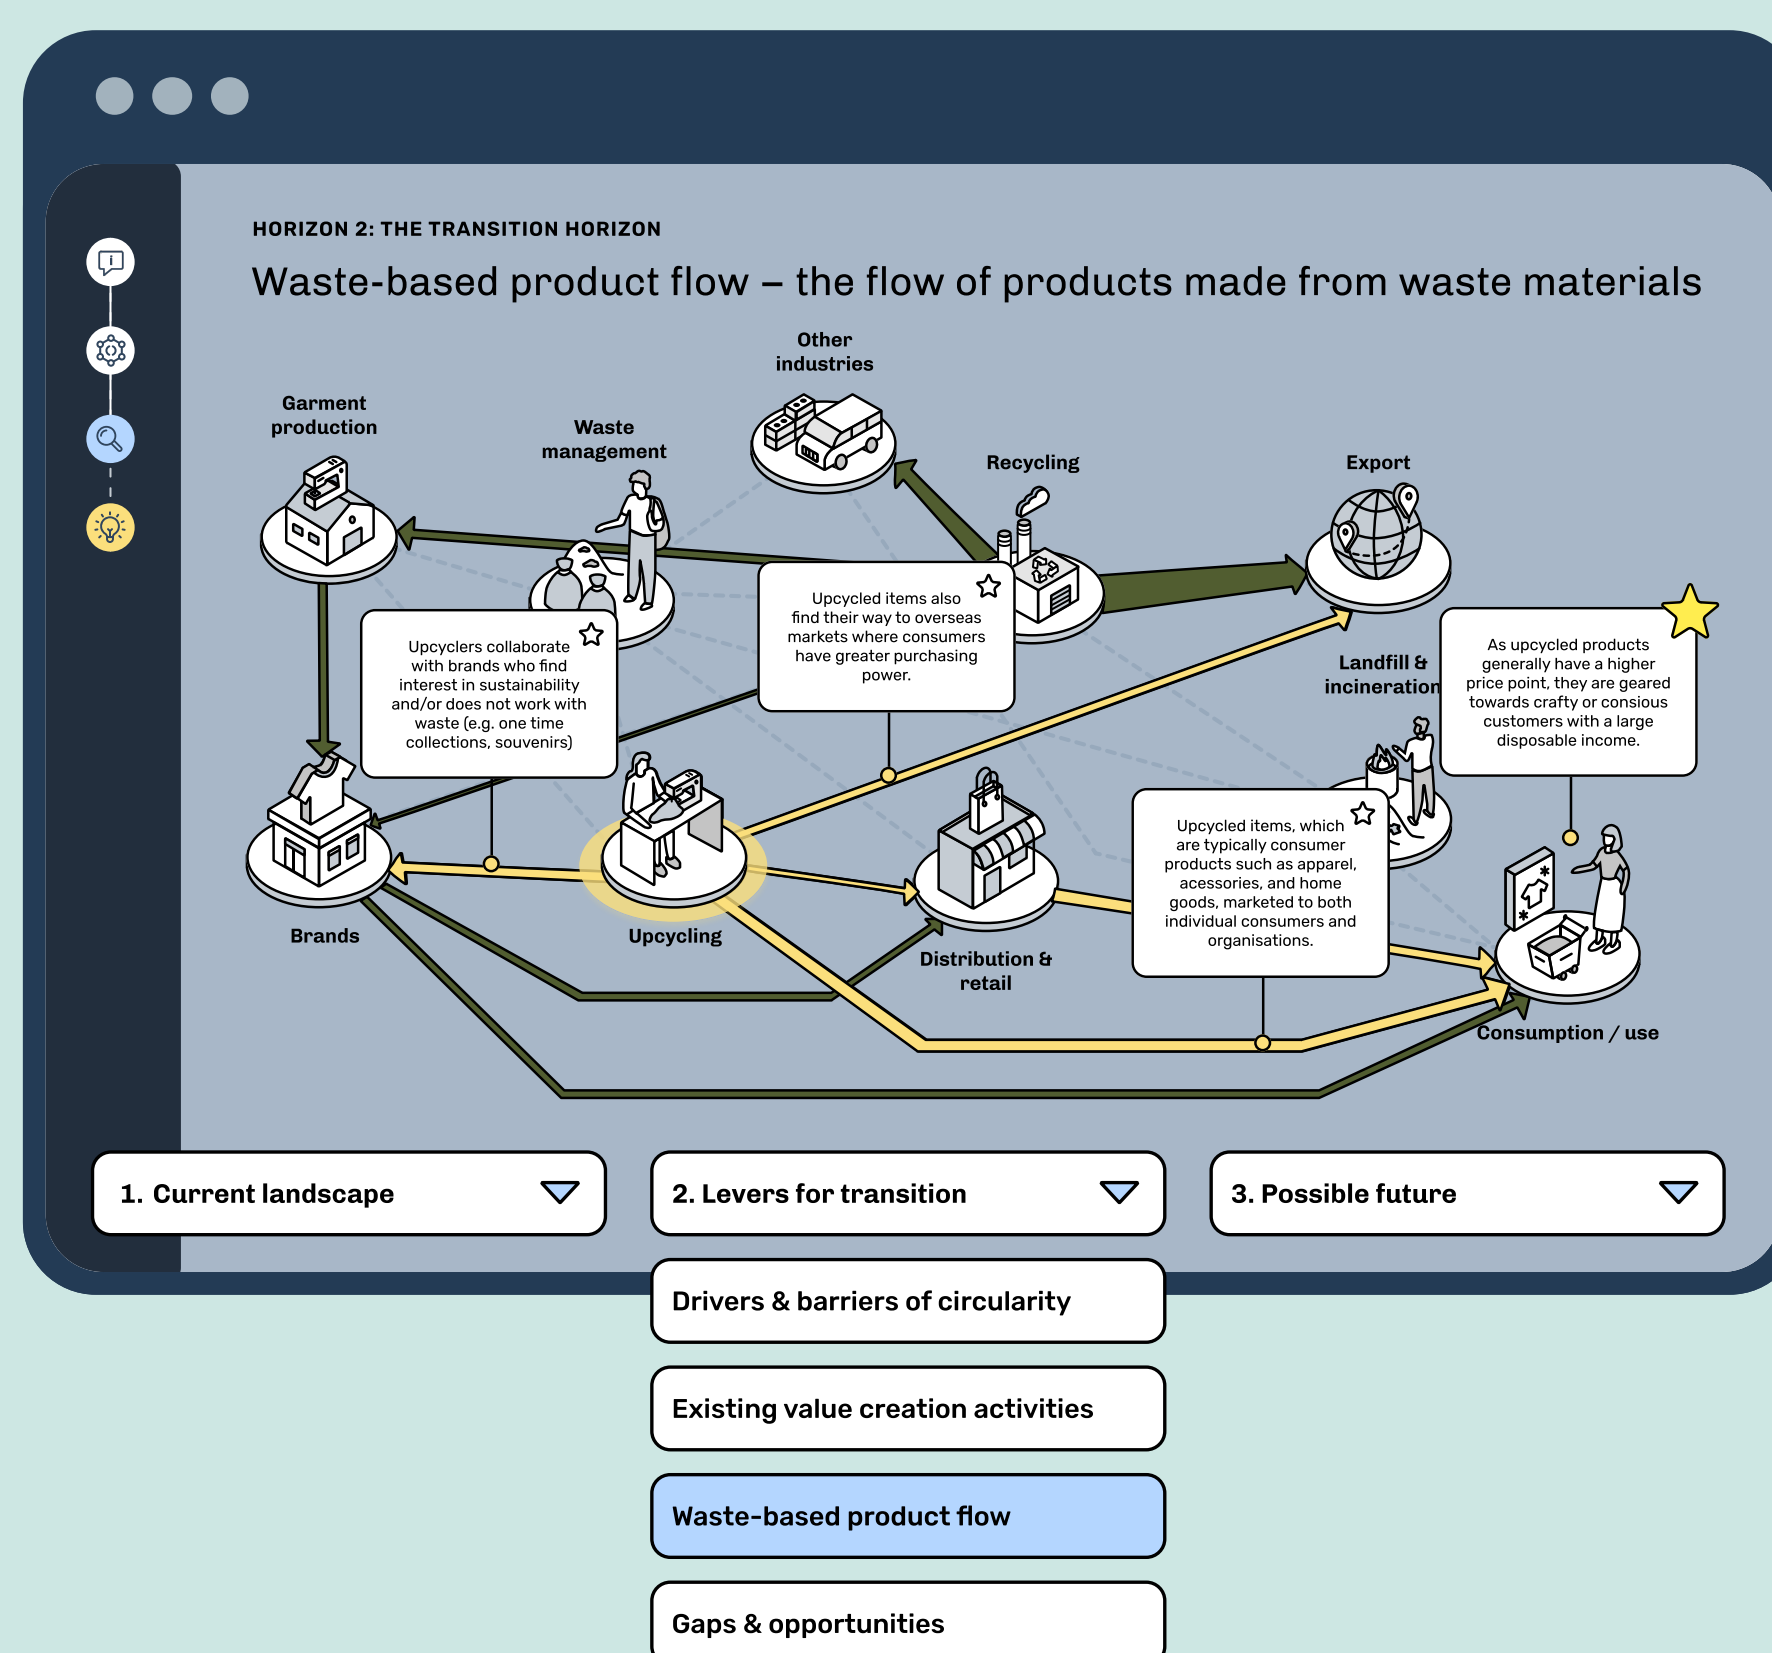 HORIZON 2: THE TRANSITION HORIZON
Waste-based product flow – the flow of products made from waste materials
Other
industries
Garment
production
Waste
management
Recycling
Export
Upcycled items also
find their way to overseas
markets where consumers
have greater purchasing
power.
Upcyclers collaborate
with brands who find
interest in sustainability
and/or does not work with
waste (e.g. one time
collections, souvenirs)
Landfill &
incineration
As upcycled products
generally have a higher
price point, they are geared
towards crafty or consious
customers with a large
disposable income.
Upcycled items, which
are typically consumer
products such as apparel,
acessories, and home
goods, marketed to both
individual consumers and
organisations.
Brands
Upcycling
Distribution &
retail
Consumption / use
1. Current landscape
2. Levers for transition
3. Possible future
Drivers & barriers of circularity
Existing value creation activities
Waste-based product flow
Gaps & opportunities